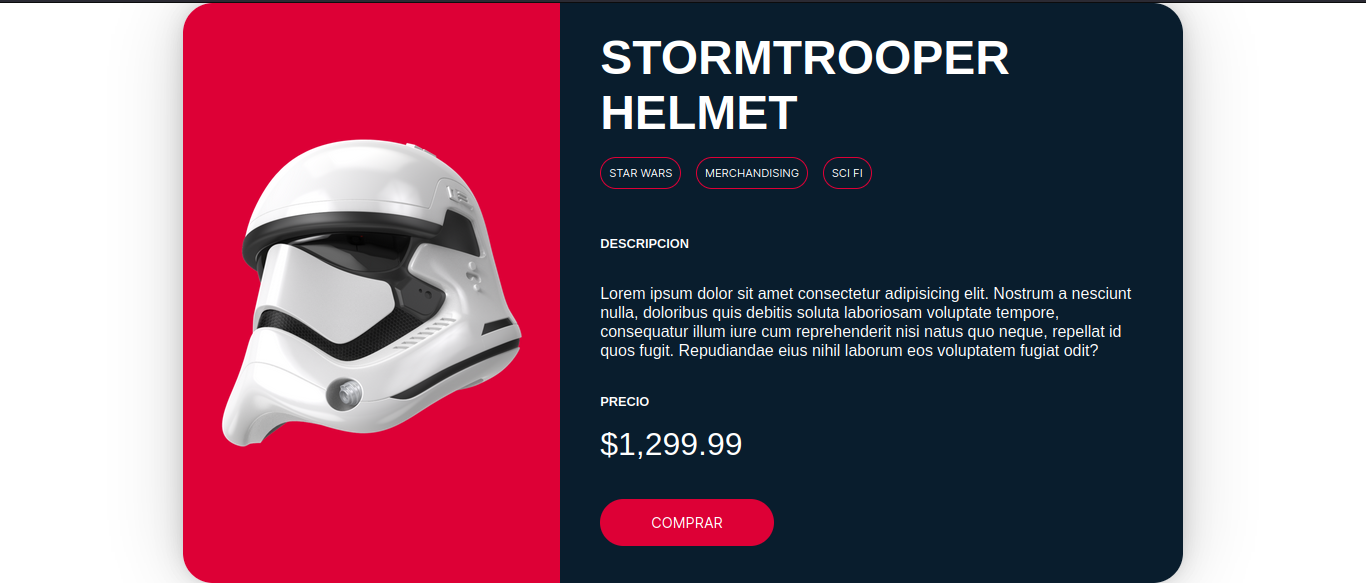 STORMTROOPER
HELMET
STAR WARS MERCHANDISING SCI FI
DESCRIPCION
Lorem ipsum dolor sit amet consectetur adipisicing elit. Nostrum a nesciunt
nulla, doloribus quis debitis soluta laboriosam voluptate tempore,
consequatur illum iure cum reprehenderit nisi natus quo neque, repellat id
quos fugit. Repudiandae eius nihil laborum eos voluptatem fugiat odit?
PRECIO
$1,299.99
COMPRAR